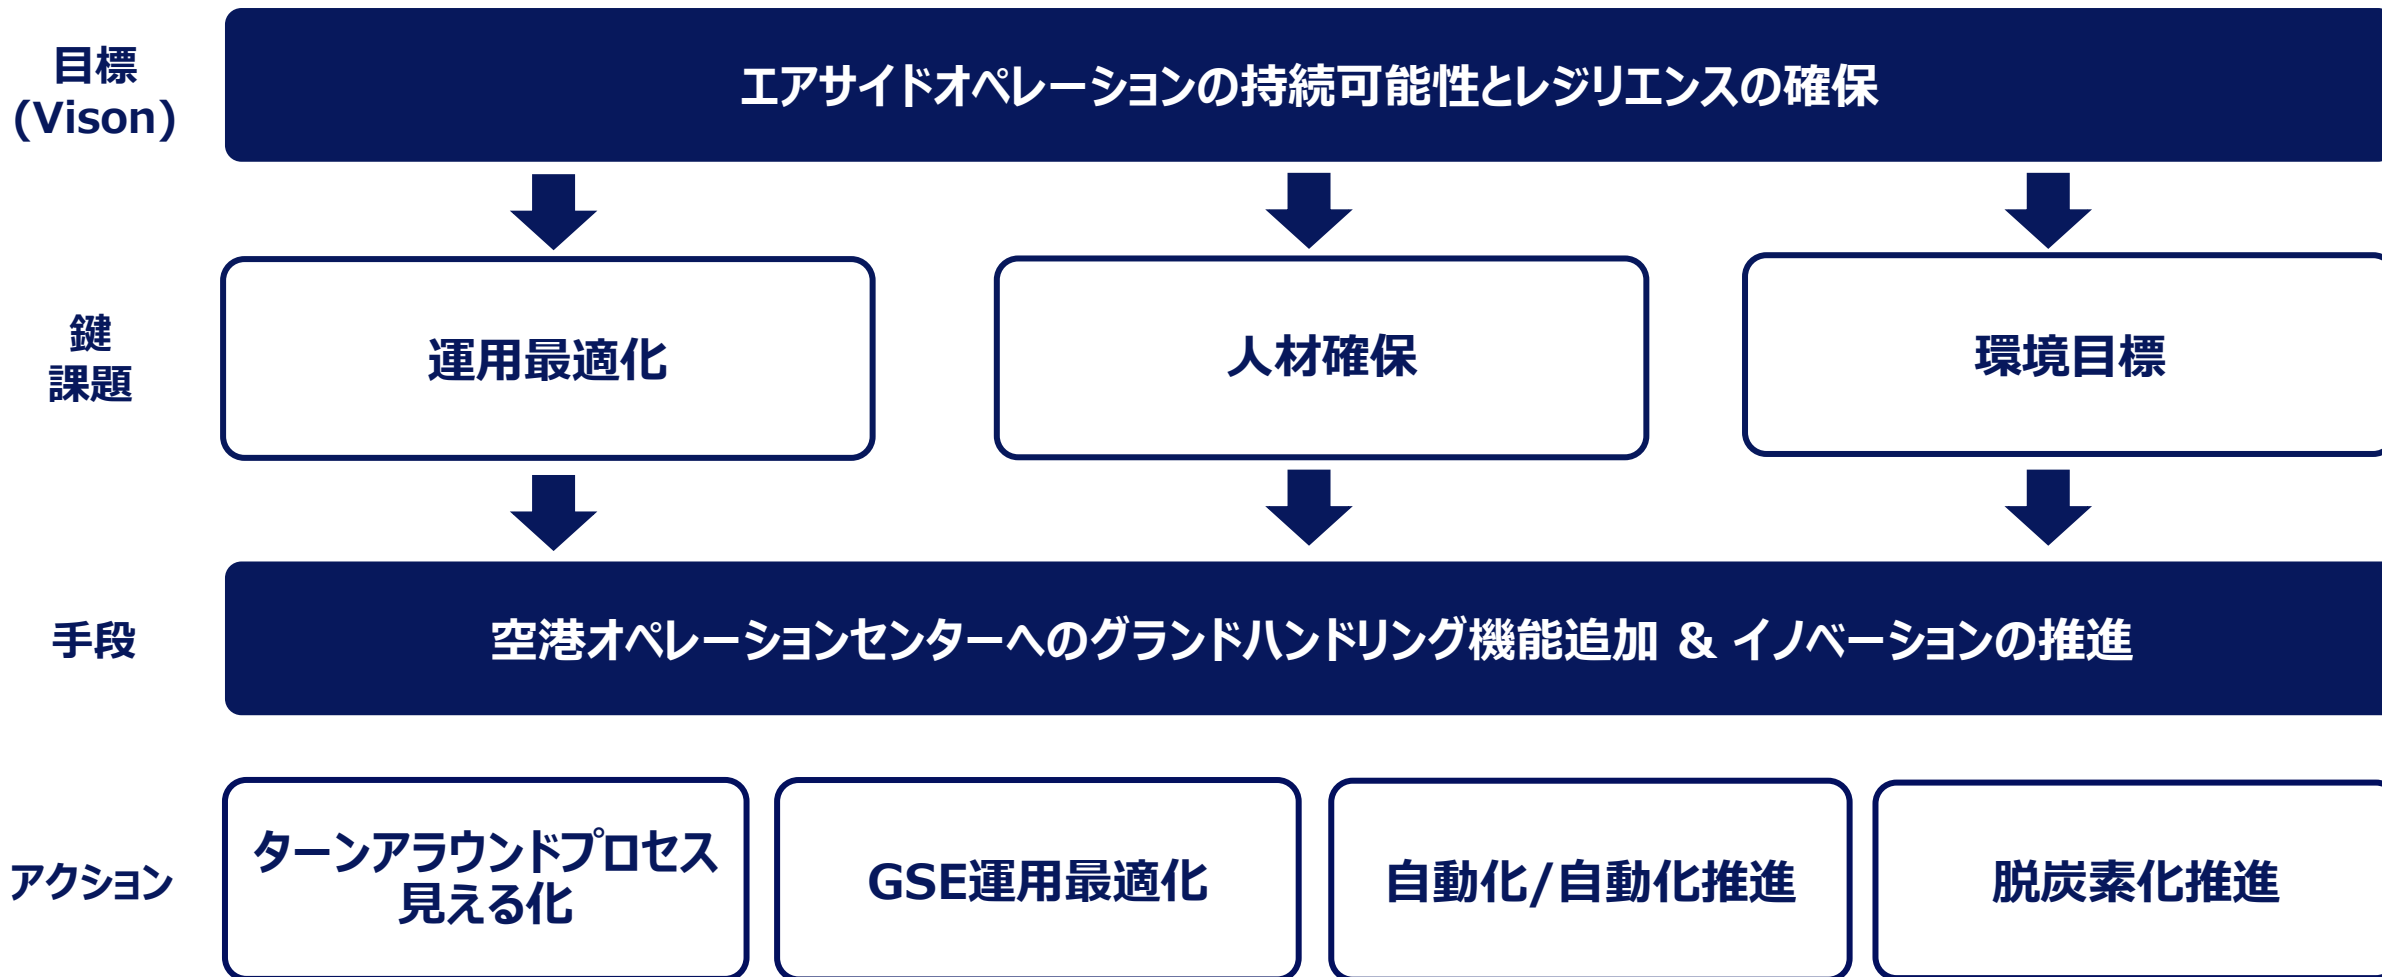 目標
(Vison)
エアサイドオペレーションの持続可能性とレジリエンスの確保
鍵
課題
運用最適化
人材確保
環境目標
手段
空港オペレーションセンターへのグランドハンドリング機能追加 & イノベーションの推進
アクション
ターンアラウンドプロセス
見える化
GSE運用最適化
自動化/自動化推進
脱炭素化推進